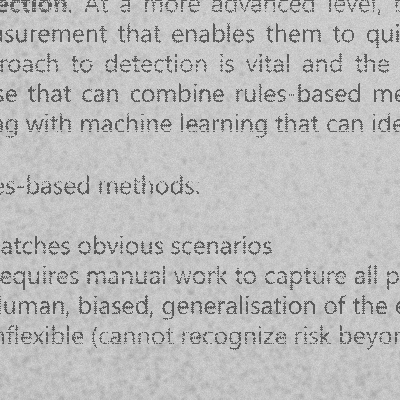 ection. At a more advanced level,
asurement that enables them to qui
roach to detection is vital and the
se that can combine rules-based me
ng with machine learning that can ide
es-based methods:
atches obvious scenarios
equires manual work to capture all p
uman, biased, generalisation of the e
nflexible (cannot recognize risk beyon